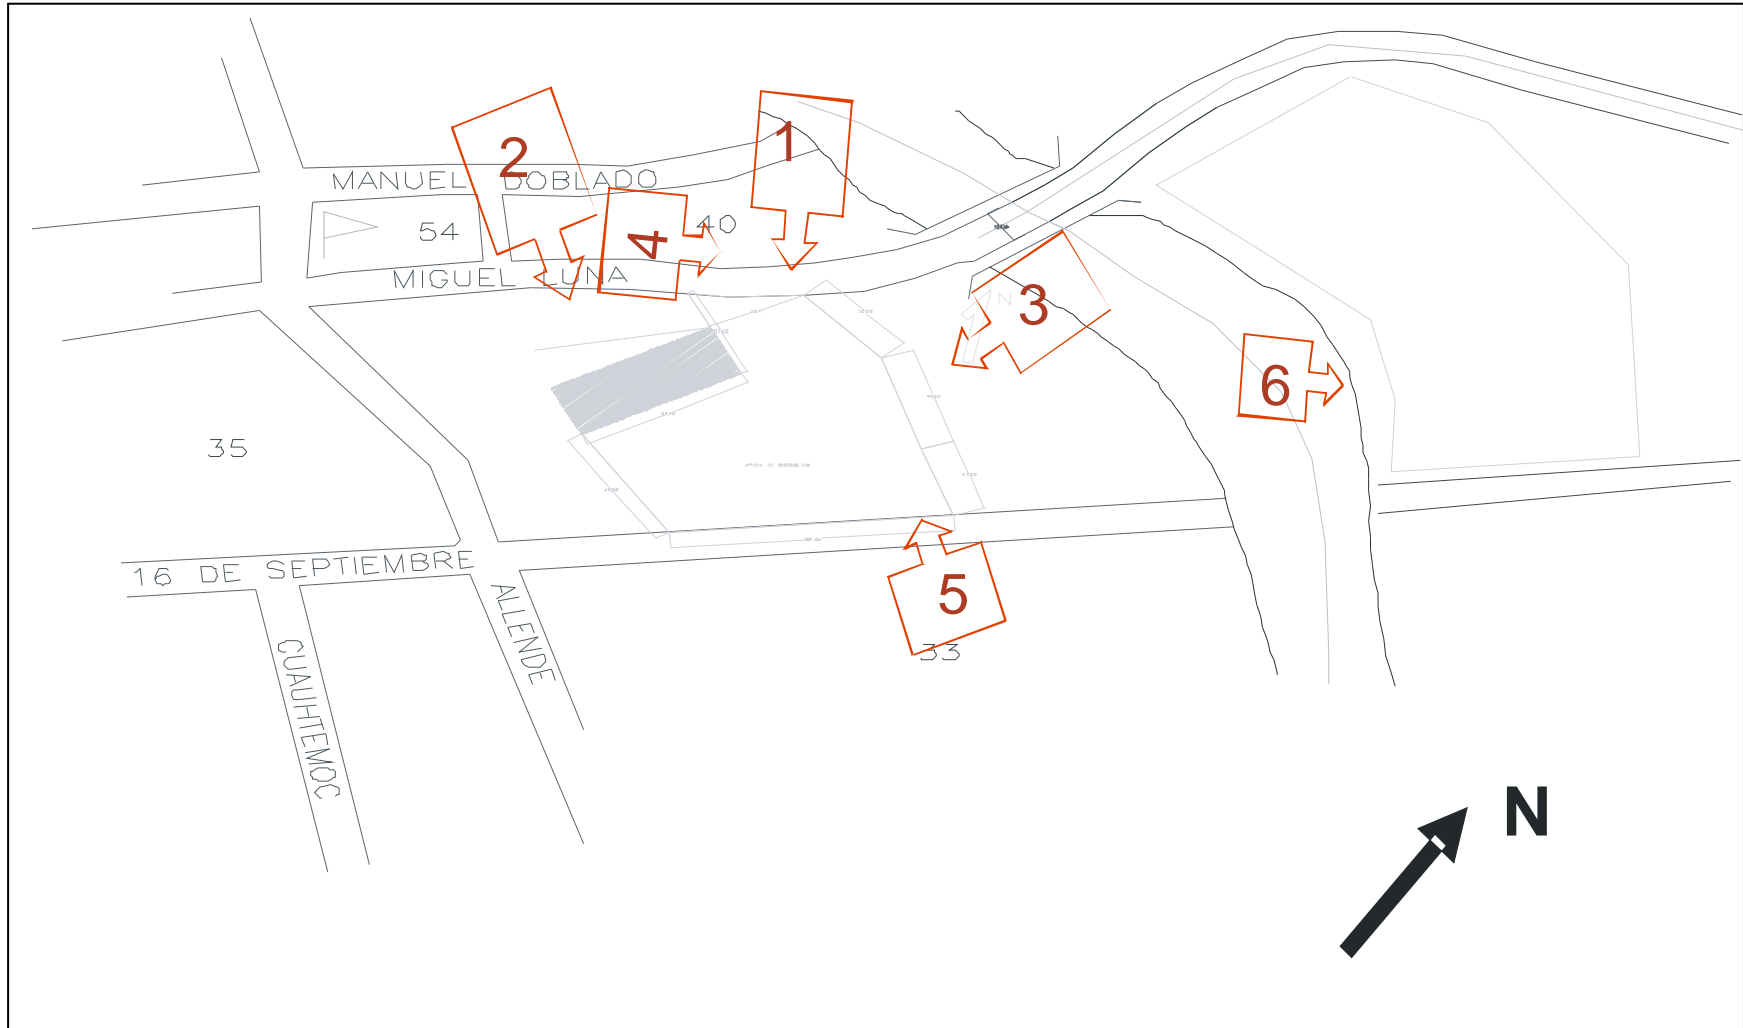 1
2
MANUEL DOBLADO
54
4
40
MIGUEL LUNA
N
3
6
35
16 DE SEPTIEMBRE
5
ALLENDE
33
CUAUHTEMOC
N